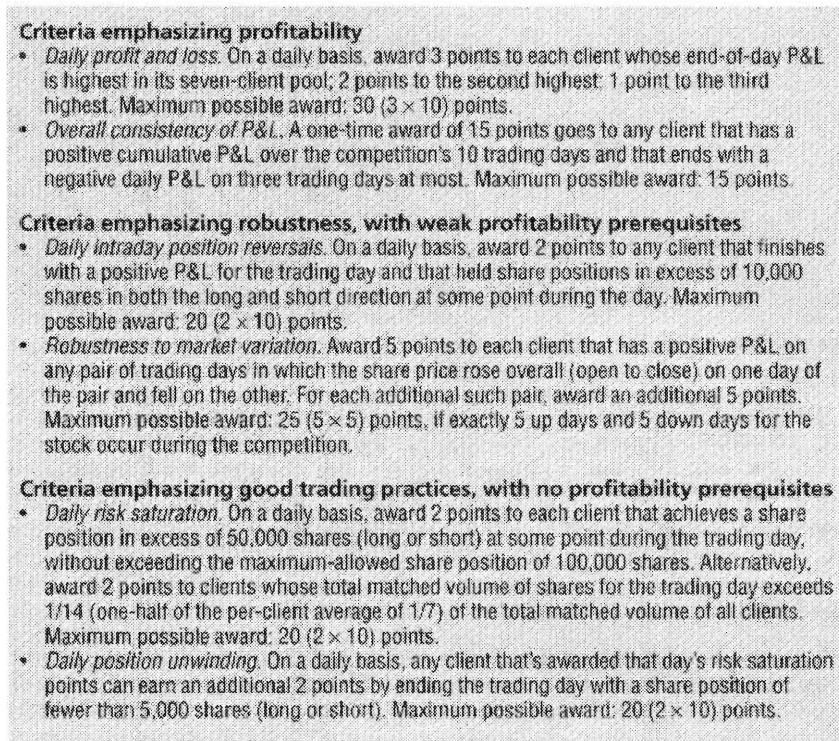 Criteria emphasizing profitability
• Daily profit and loss. On a daily basis, award 3 points to each client whose end-of-day P&L
is highest in its seven-client pool; 2 points to the second highest; 1 point to the third
highest. Maximum possible award: 30 (3 × 10) points.
• Overall consistency of P&L. A one-time award of 15 points goes to any client that has a
positive cumulative P&L over the competition's 10 trading days and that ends with a
negative daily P&L on three trading days at most. Maximum possible award: 15 points.
Criteria emphasizing robustness, with weak profitability prerequisites
• Daily intraday position reversals. On a daily basis, award 2 points to any client that finishes
with a positive P&L for the trading day and that held share positions in excess of 10,000
shares in both the long and short direction at some point during the day. Maximum
possible award: 20 (2 × 10) points.
• Robustness to market variation. Award 5 points to each client that has a positive P&L on
any pair of trading days in which the share price rose overall (open to close) on one day of
the pair and fell on the other. For each additional such pair, award an additional 5 points.
Maximum possible award: 25 (5 × 5) points, if exactly 5 up days and 5 down days for the
stock occur during the competition.
Criteria emphasizing good trading practices, with no profitability prerequisites
• Daily risk saturation. On a daily basis, award 2 points to each client that achieves a share
position in excess of 50,000 shares (long or short) at some point during the trading day,
without exceeding the maximum-allowed share position of 100,000 shares. Alternatively,
award 2 points to clients whose total matched volume of shares for the trading day exceeds
1/14 (one-half of the per-client average of 1/7) of the total matched volume of all clients.
Maximum possible award: 20 (2 × 10) points.
• Daily position unwinding. On a daily basis, any client that's awarded that day's risk saturation
points can earn an additional 2 points by ending the trading day with a share position of
fewer than 5,000 shares (long or short). Maximum possible award: 20 (2 × 10) points.